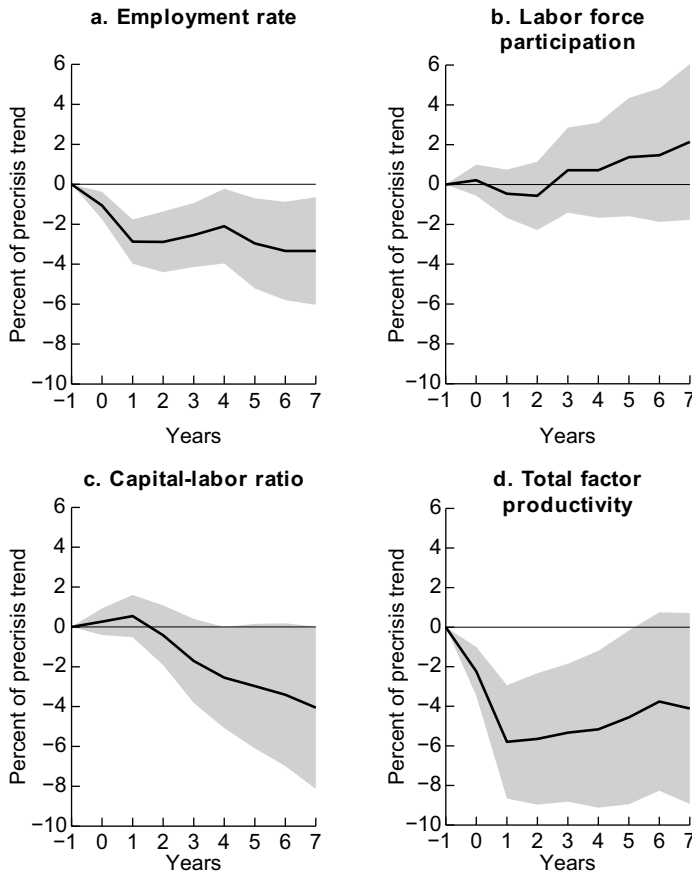 a. Employment rate
Percent of precrisis trend
6
4
2
0
−2
−4
−6
−8
−10
−1 0 1 2 3 4 5 6 7
Years
b. Labor force
participation
Percent of precrisis trend
6
4
2
0
−2
−4
−6
−8
−10
−1 0 1 2 3 4 5 6 7
Years
c. Capital-labor ratio
Percent of precrisis trend
6
4
2
0
−2
−4
−6
−8
−10
−1 0 1 2 3 4 5 6 7
Years
d. Total factor
productivity
Percent of precrisis trend
6
4
2
0
−2
−4
−6
−8
−10
−1 0 1 2 3 4 5 6 7
Years